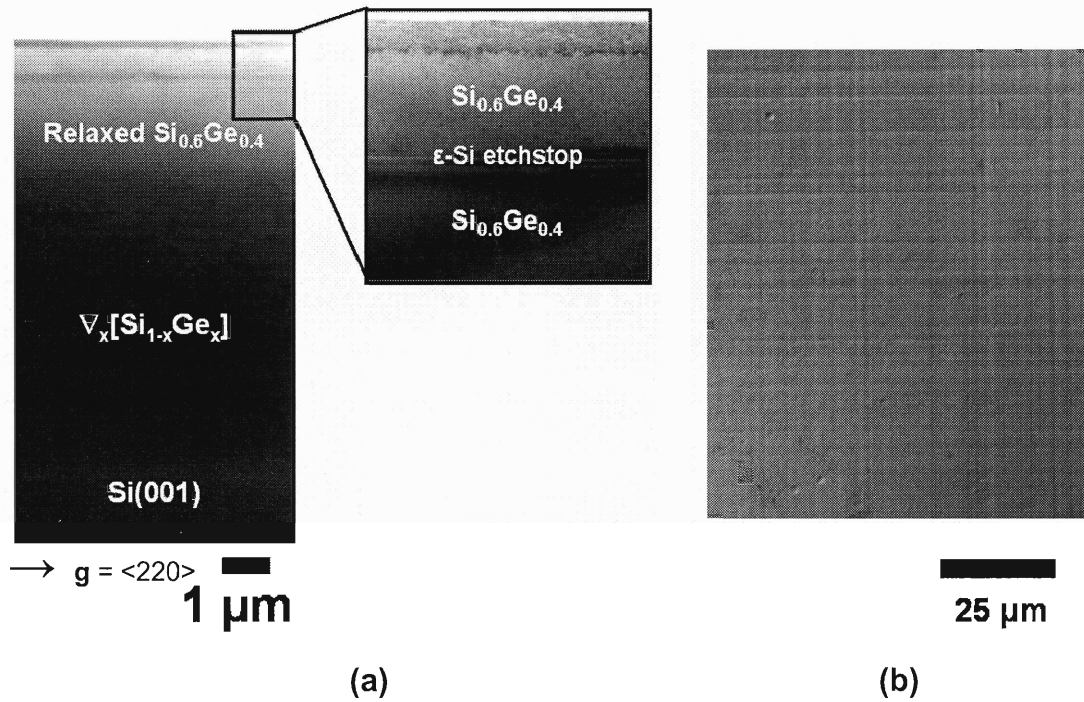 Relaxed Si₀.₆Ge₀.₄
∇ₓ[Si₁₋ₓGeₓ]
Si(001)
Si₀.₆Ge₀.₄
ε-Si etchstop
Si₀.₆Ge₀.₄
→ g = <220>
1 μm
25 μm
(a)
(b)